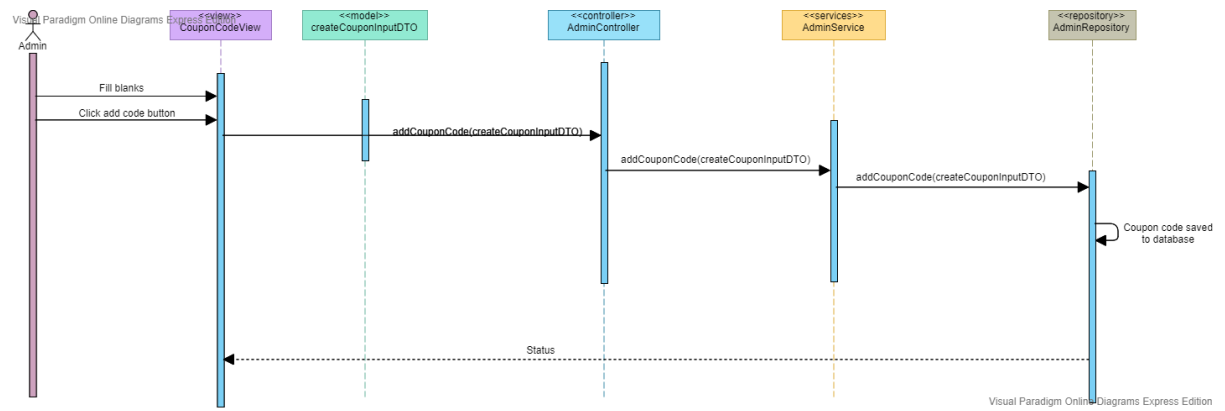 Visual Paradigm Online Diagrams Express Edition
<<view>>
CouponCodeView
<<model>>
createCouponInputDTO
<<controller>>
AdminController
<<services>>
AdminService
<<repository>>
AdminRepository
Admin
Fill blanks
Click add code button
addCouponCode(createCouponInputDTO)
addCouponCode(createCouponInputDTO)
addCouponCode(createCouponInputDTO)
Coupon code saved
to database
Status
Visual Paradigm Online Diagrams Express Edition